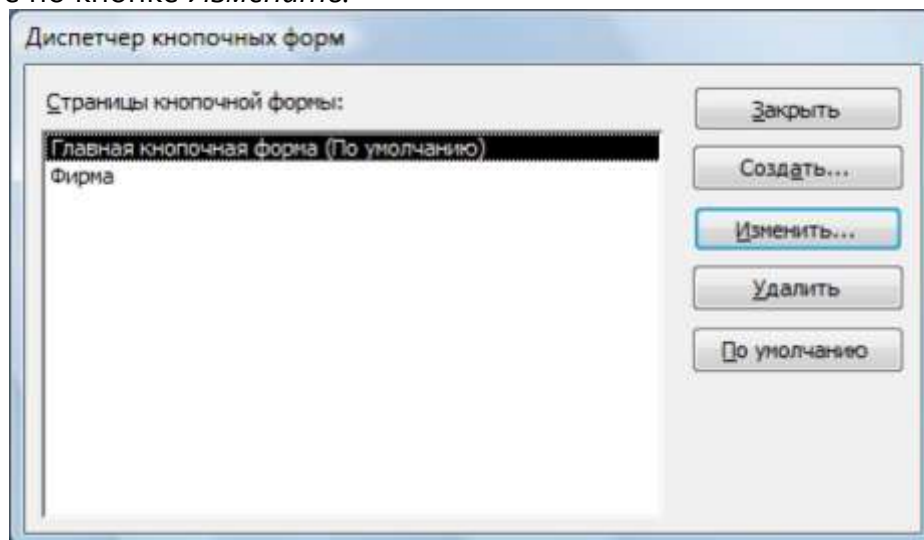 Диспетчер кнопочных форм
Страницы кнопочной формы:
Главная кнопочная форма (По умолчанию)
Фирма
Закрыть
Создать...
Изменить...
Удалить
По умолчанию